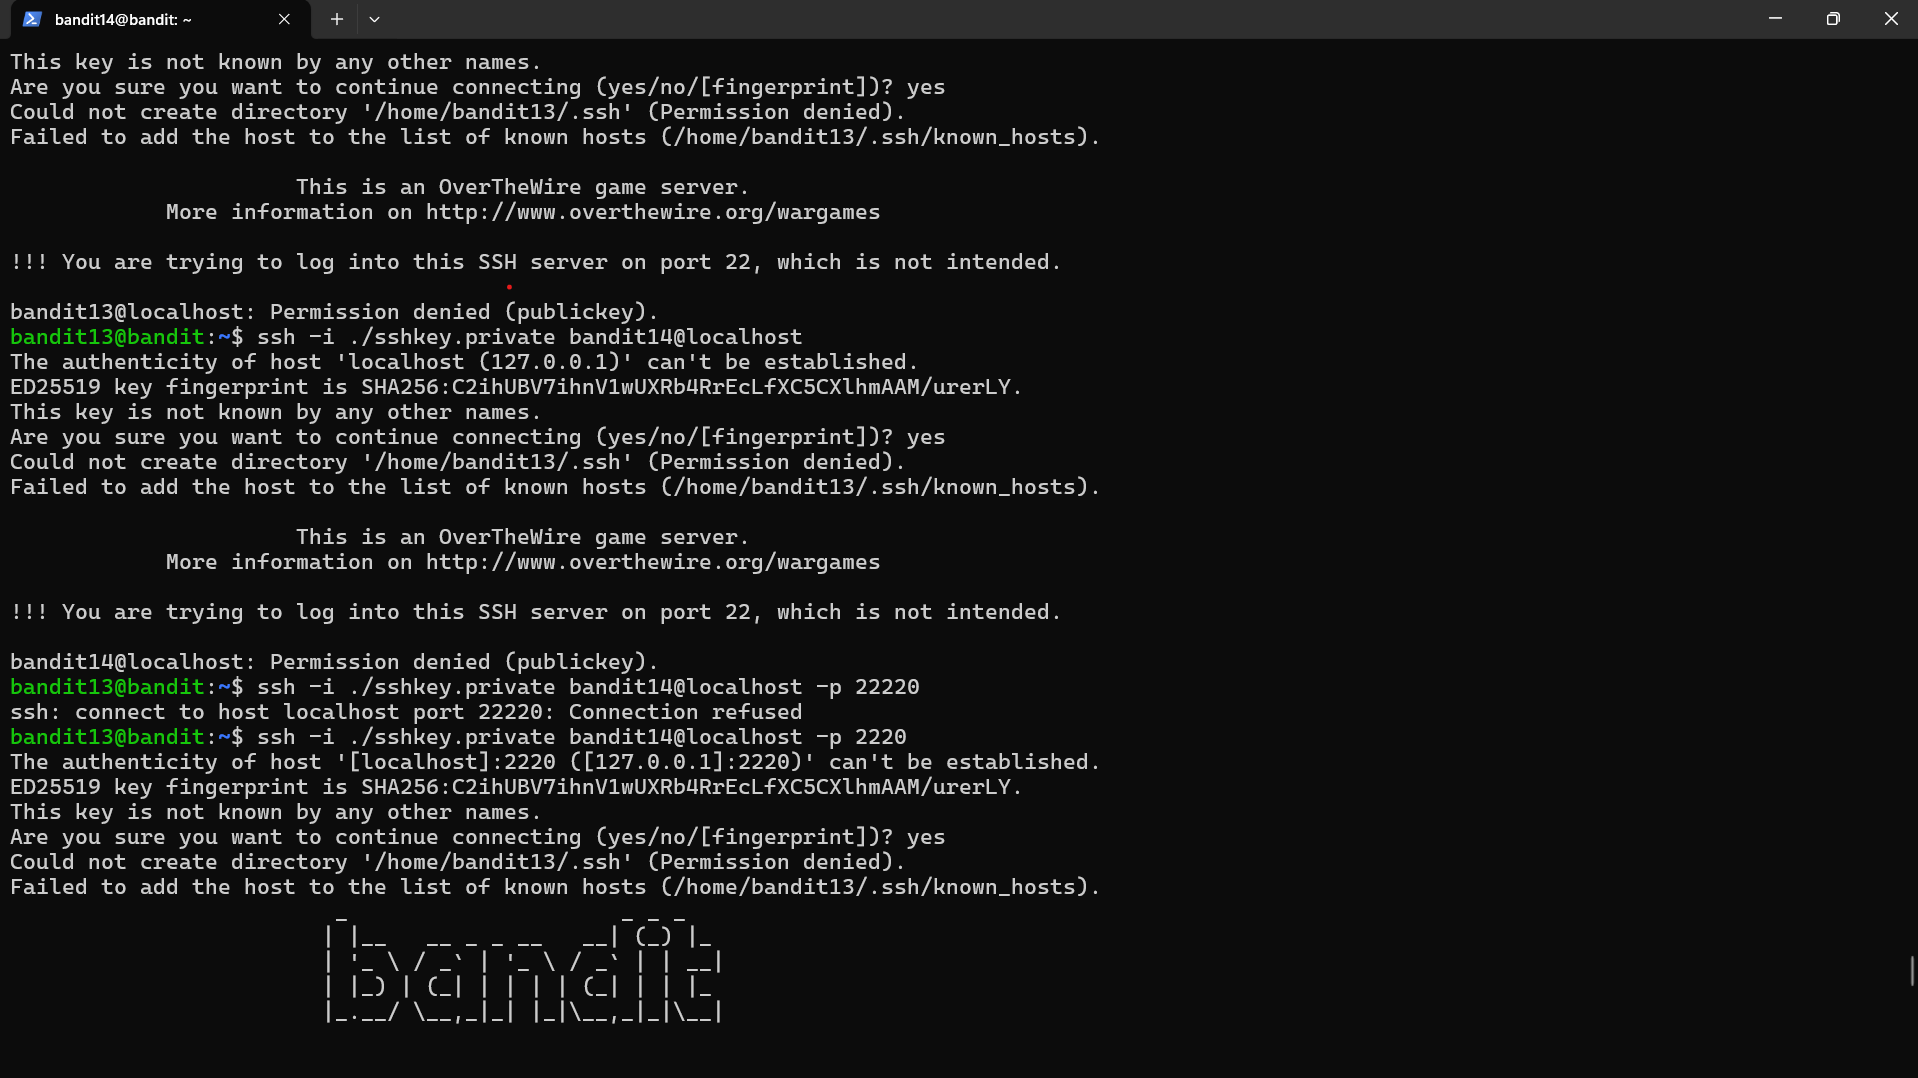 bandit14@bandit: ~
This key is not known by any other names.
Are you sure you want to continue connecting (yes/no/[fingerprint])? yes
Could not create directory '/home/bandit13/.ssh' (Permission denied).
Failed to add the host to the list of known hosts (/home/bandit13/.ssh/known_hosts).
This is an OverTheWire game server.
More information on http://www.overthewire.org/wargames
!!! You are trying to log into this SSH server on port 22, which is not intended.
bandit13@localhost: Permission denied (publickey).
bandit13@bandit:~$ ssh -i ./sshkey.private bandit14@localhost
The authenticity of host 'localhost (127.0.0.1)' can't be established.
ED25519 key fingerprint is SHA256:C2ihUBV7ihnV1wUXRb4RrEcLfXC5CXlhmAAM/urerLY.
This key is not known by any other names.
Are you sure you want to continue connecting (yes/no/[fingerprint])? yes
Could not create directory '/home/bandit13/.ssh' (Permission denied).
Failed to add the host to the list of known hosts (/home/bandit13/.ssh/known_hosts).
This is an OverTheWire game server.
More information on http://www.overthewire.org/wargames
!!! You are trying to log into this SSH server on port 22, which is not intended.
bandit14@localhost: Permission denied (publickey).
bandit13@bandit:~$ ssh -i ./sshkey.private bandit14@localhost -p 22220
ssh: connect to host localhost port 22220: Connection refused
bandit13@bandit:~$ ssh -i ./sshkey.private bandit14@localhost -p 2220
The authenticity of host '[localhost]:2220 ([127.0.0.1]:2220)' can't be established.
ED25519 key fingerprint is SHA256:C2ihUBV7ihnV1wUXRb4RrEcLfXC5CXlhmAAM/urerLY.
This key is not known by any other names.
Are you sure you want to continue connecting (yes/no/[fingerprint])? yes
Could not create directory '/home/bandit13/.ssh' (Permission denied).
Failed to add the host to the list of known hosts (/home/bandit13/.ssh/known_hosts).
bandit